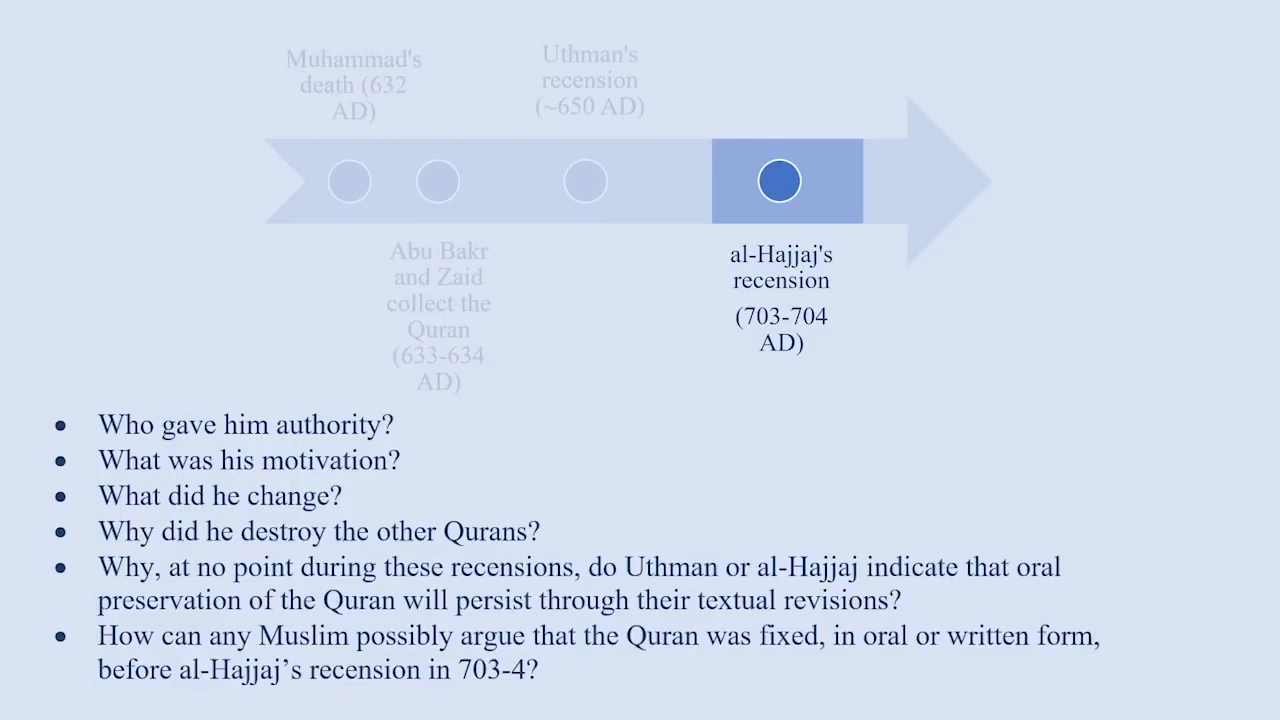 Muhammad's
death (632
AD)
Uthman's
recension
(~650 AD)
Abu Bakr
and Zaid
collect the
Quran
(633-634
AD)
al-Hajjaj's
recension
(703-704
AD)
• Who gave him authority?
• What was his motivation?
• What did he change?
• Why did he destroy the other Qurans?
• Why, at no point during these recensions, do Uthman or al-Hajjaj indicate that oral
preservation of the Quran will persist through their textual revisions?
• How can any Muslim possibly argue that the Quran was fixed, in oral or written form,
before al-Hajjaj’s recension in 703-4?